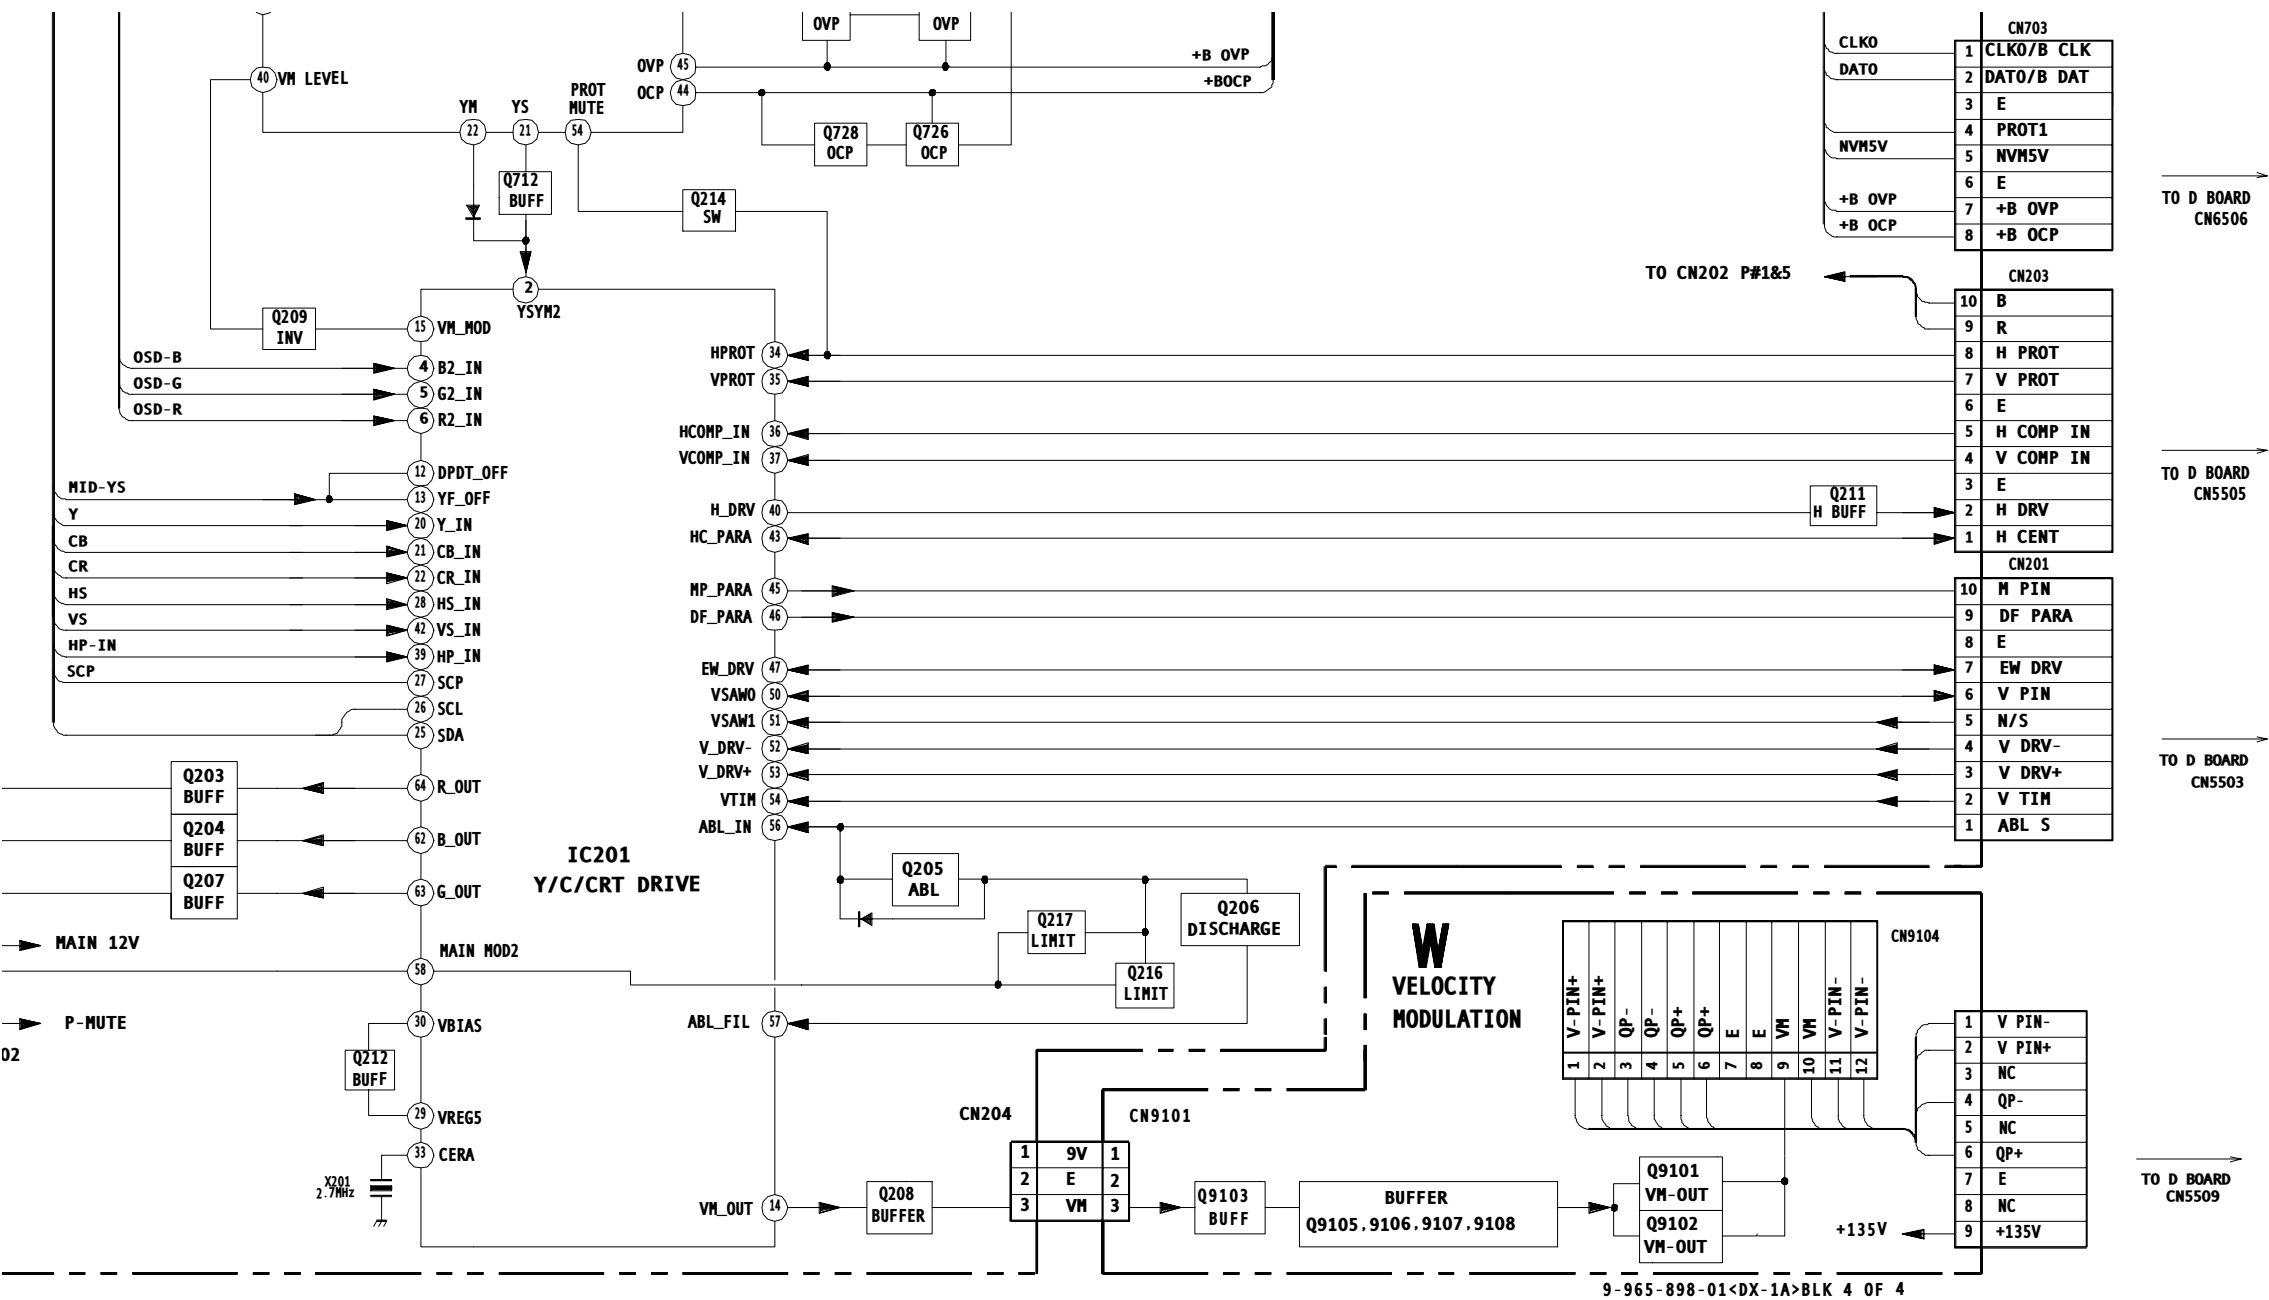 OVP
OVP
+B OVP
+BOCP
OVP 45
OCP 44
40 VM LEVEL
YM
22
YS
21
PROT
MUTE
54
Q728
OCP
Q726
OCP
Q712
BUFF
Q214
SW
CN703
CLKO 1 CLKO/B CLK
DATO 2 DATO/B DAT
3 E
4 PROT1
NVM5V 5 NVM5V
6 E
+B OVP 7 +B OVP
+B OCP 8 +B OCP
TO D BOARD
CN6506
TO CN202 P#1&5
CN203
10 B
9 R
8 H PROT
7 V PROT
6 E
5 H COMP IN
4 V COMP IN
3 E
2 H DRV
1 H CENT
TO D BOARD
CN5505
Q211
H BUFF
CN201
10 M PIN
9 DF PARA
8 E
7 EW DRV
6 V PIN
5 N/S
4 V DRV-
3 V DRV+
2 V TIM
1 ABL S
TO D BOARD
CN5503
2
YSYM2
Q209
INV
15 VM_MOD
OSD-B 4 B2_IN
OSD-G 5 G2_IN
OSD-R 6 R2_IN
12 DPDT_OFF
MID-YS 13 YF_OFF
Y 20 Y_IN
CB 21 CB_IN
CR 22 CR_IN
HS 28 HS_IN
VS 42 VS_IN
HP-IN 39 HP_IN
SCP 27 SCP
26 SCL
25 SDA
Q203
BUFF
64 R_OUT
Q204
BUFF
62 B_OUT
Q207
BUFF
63 G_OUT
MAIN 12V
MAIN MOD2
58
P-MUTE
02
30 VBIAS
Q212
BUFF
29 VREG5
33 CERA
X201
2.7MHz
IC201
Y/C/CRT DRIVE
HPROT 34
VPROT 35
HCOMP_IN 36
VCOMP_IN 37
H_DRV 40
HC_PARA 43
MP_PARA 45
DF_PARA 46
EW_DRV 47
VSAW0 50
VSAW1 51
V_DRV- 52
V_DRV+ 53
VTIM 54
ABL_IN 56
ABL_FIL 57
VM_OUT 14
Q205
ABL
Q206
DISCHARGE
Q217
LIMIT
Q216
LIMIT
Q208
BUFFER
CN204
CN9101
1 9V 1
2 E 2
3 VM 3
W
VELOCITY
MODULATION
CN9104
1 V-PIN+
2 V-PIN+
3 QP-
4 QP-
5 QP+
6 QP+
7 E
8 E
9 VM
10 VM
11 V-PIN-
12 V-PIN-
Q9103
BUFF
BUFFER
Q9105,9106,9107,9108
Q9101
VM-OUT
Q9102
VM-OUT
1 V PIN-
2 V PIN+
3 NC
4 QP-
5 NC
6 QP+
7 E
8 NC
+135V 9 +135V
TO D BOARD
CN5509
9-965-898-01<DX-1A>BLK 4 OF 4